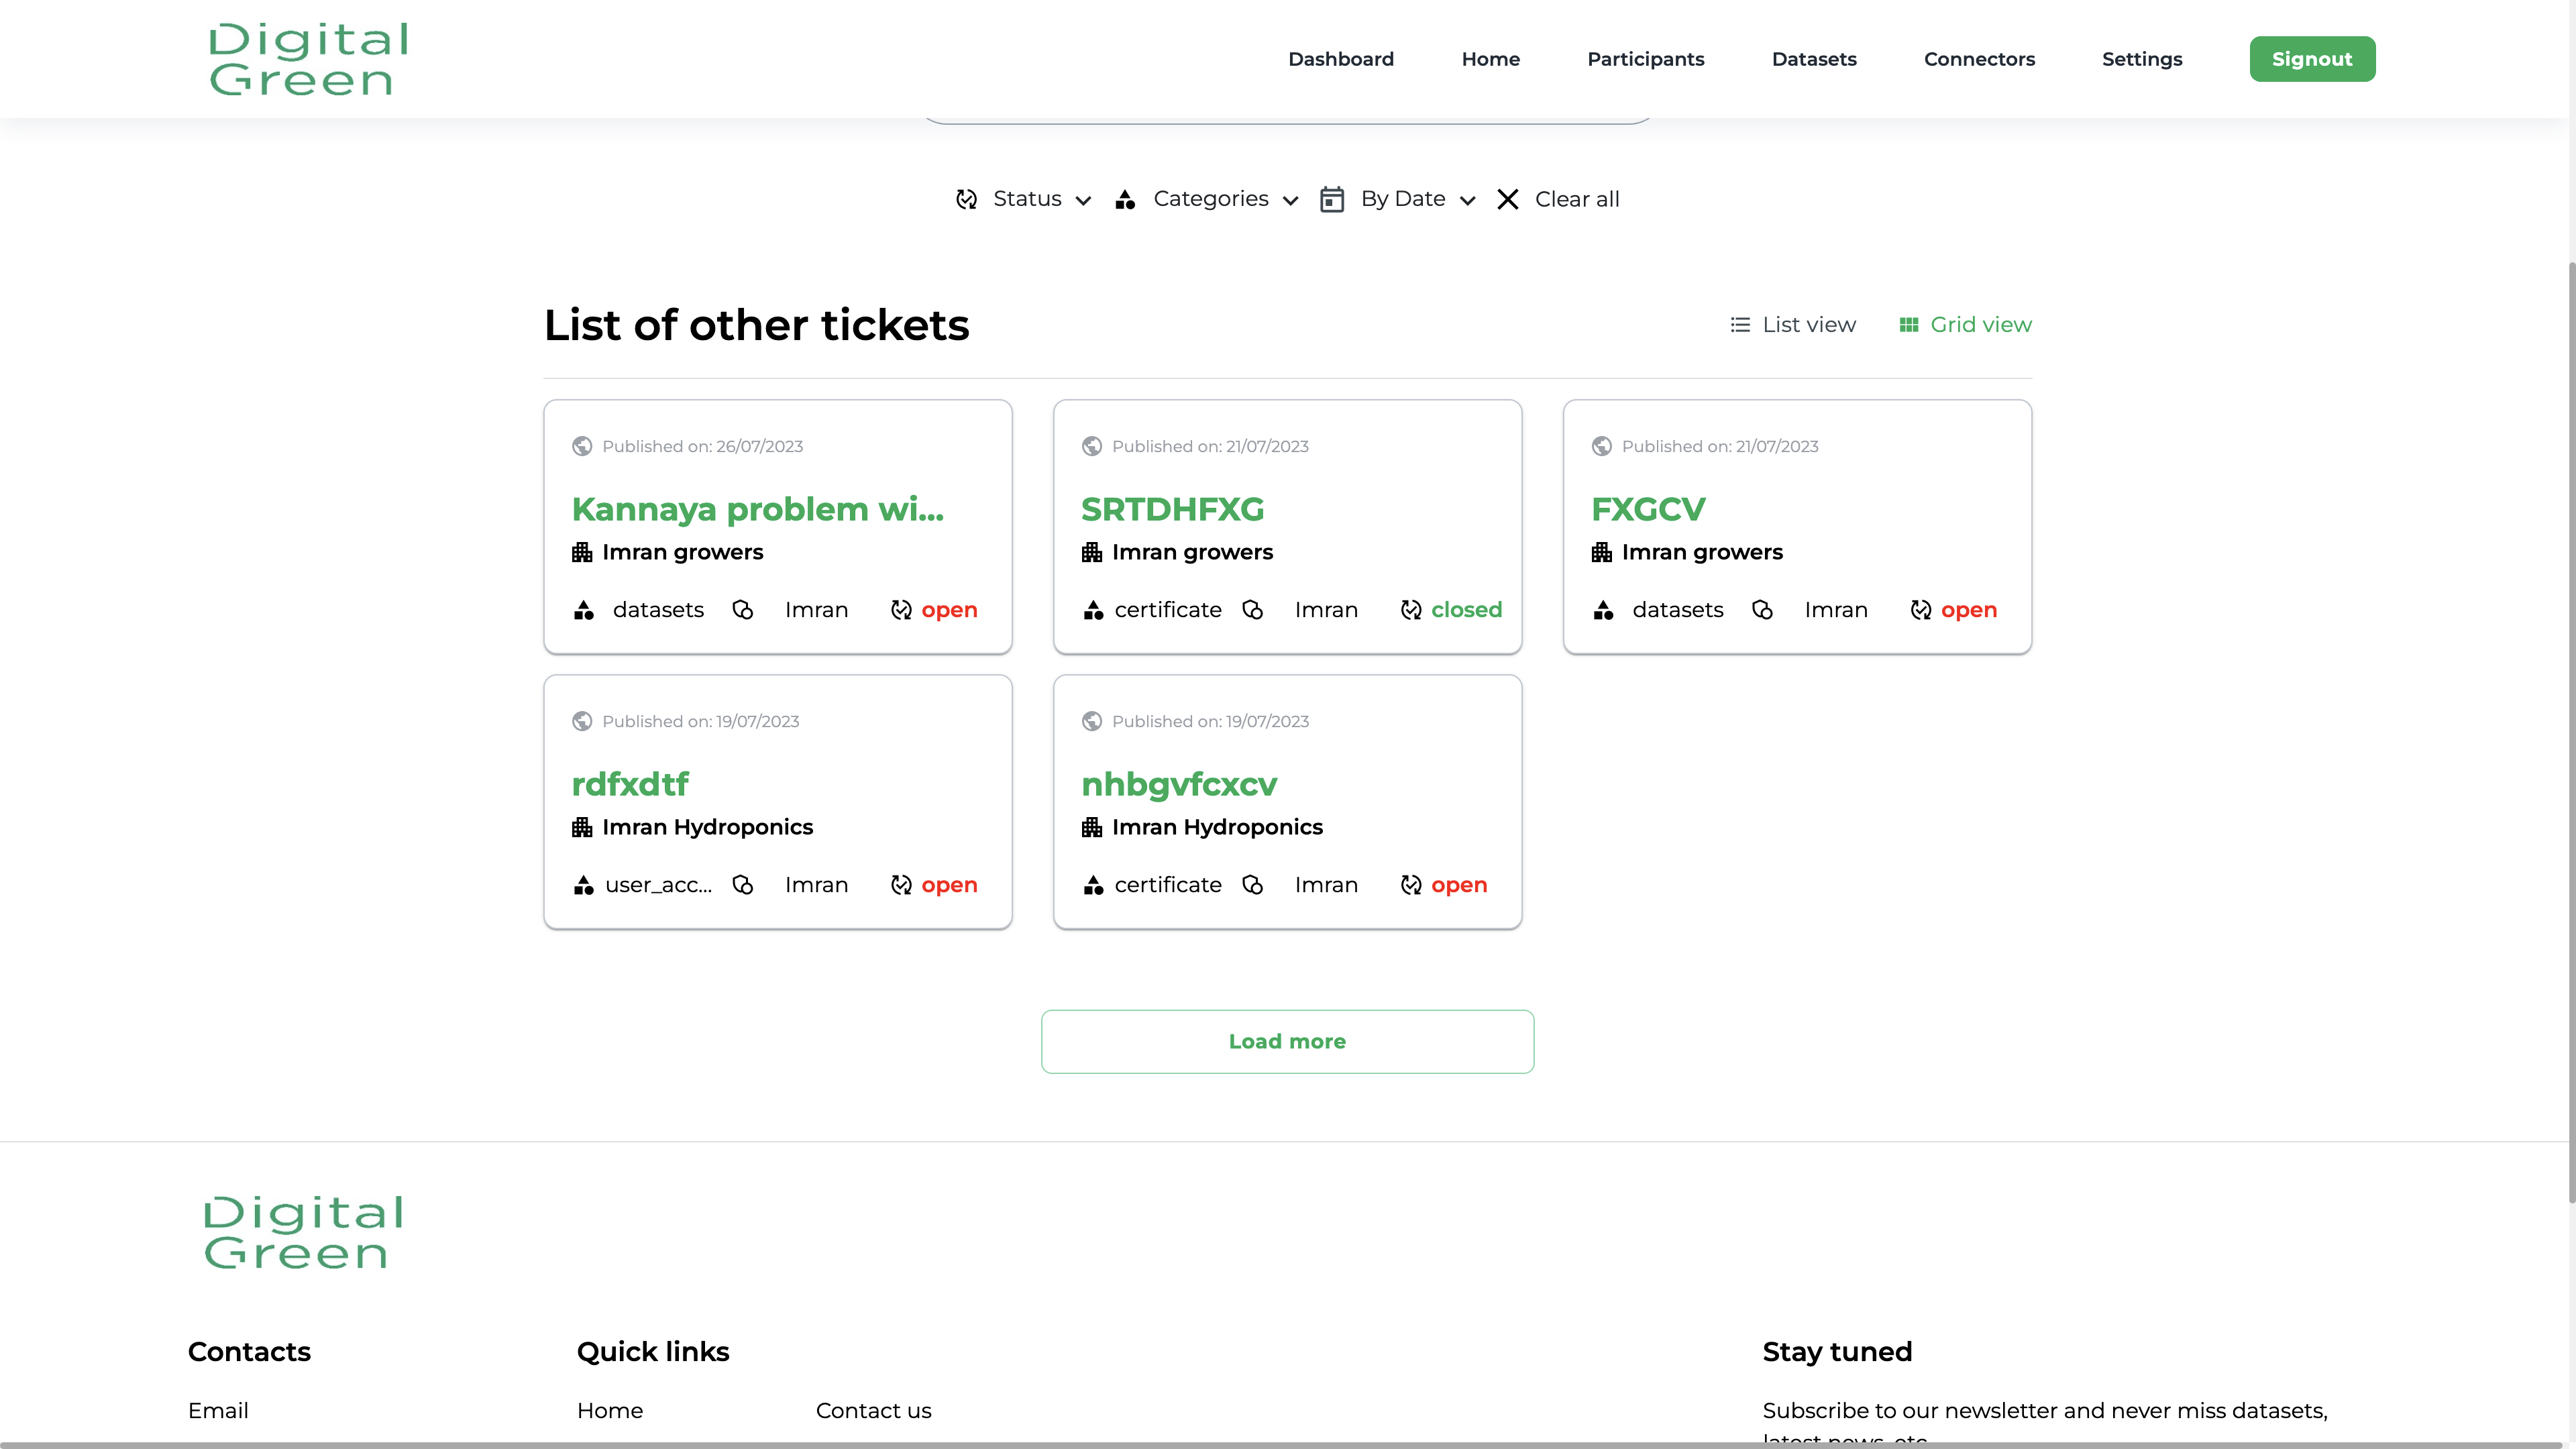 Digital Green
Dashboard Home Participants Datasets Connectors Settings Signout
Status Categories By Date Clear all
List of other tickets
List view Grid view
Published on: 26/07/2023
Kannaya problem wi...
Imran growers
datasets Imran open
Published on: 21/07/2023
SRTDHFXG
Imran growers
certificate Imran closed
Published on: 21/07/2023
FXGCV
Imran growers
datasets Imran open
Published on: 19/07/2023
rdfxdtf
Imran Hydroponics
user_acc... Imran open
Published on: 19/07/2023
nhbgvfcxcv
Imran Hydroponics
certificate Imran open
Load more
Digital Green
Contacts
Email
Quick links
Home Contact us
Stay tuned
Subscribe to our newsletter and never miss datasets,
latest news, etc